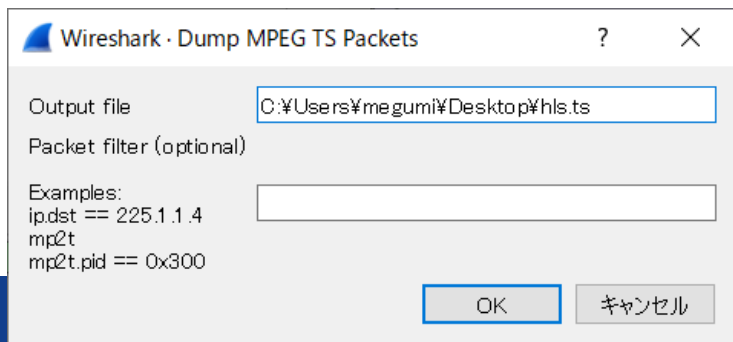 Wireshark · Dump MPEG TS Packets
Output file
C:¥Users¥megumi¥Desktop¥hls.ts
Packet filter (optional)
Examples:
ip.dst == 225.1.1.4
mp2t
mp2t.pid == 0x300
OK
キャンセル